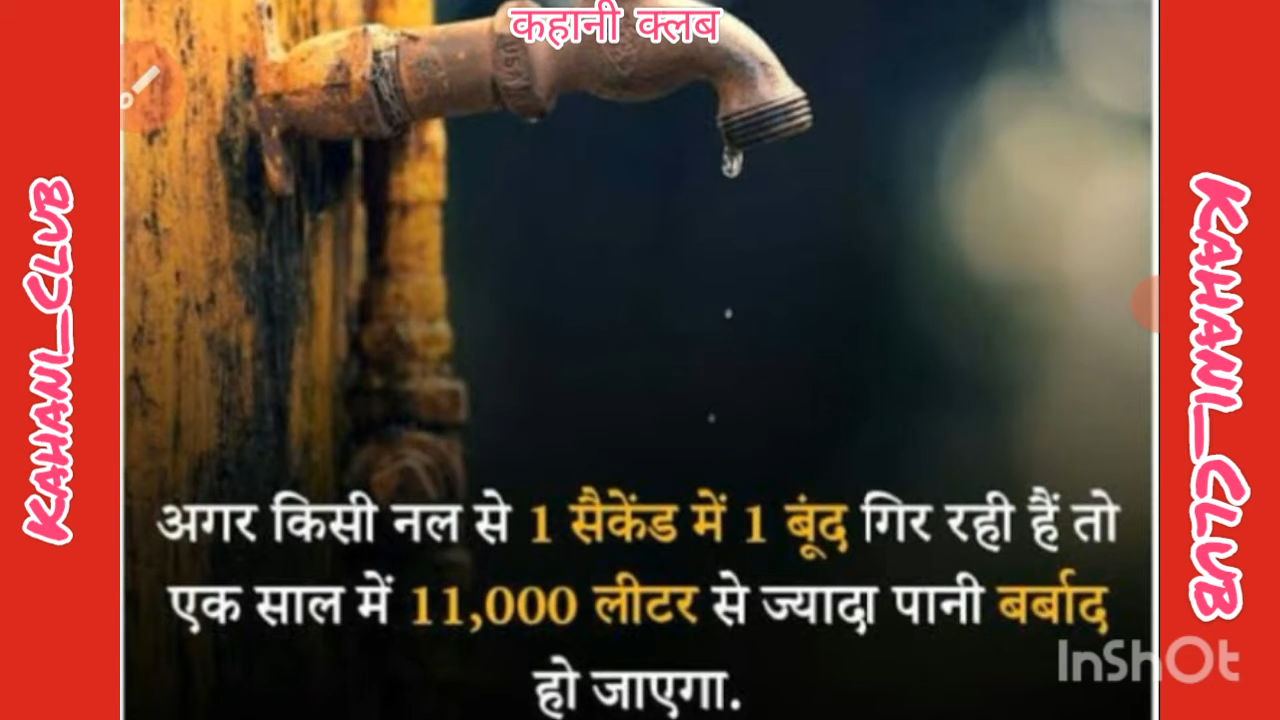 कहानी क्लब
KAHANI_CLUB
KAHANI_CLUB
अगर किसी नल से 1 सैकेंड में 1 बूंद गिर रही हैं तो
एक साल में 11,000 लीटर से ज्यादा पानी बर्बाद
हो जाएगा.
InShOt